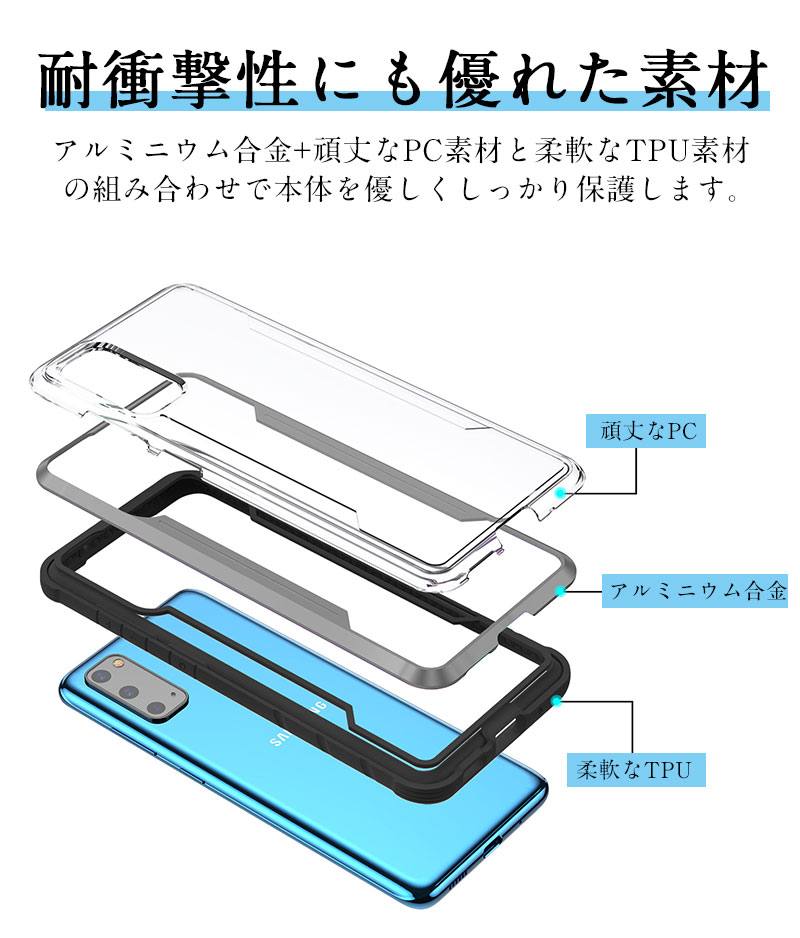 耐衝撃性にも優れた素材
アルミニウム合金+頑丈なPC素材と柔軟なTPU素材
の組み合わせで本体を優しくしっかり保護します。
頑丈なPC
アルミニウム合金
柔軟なTPU